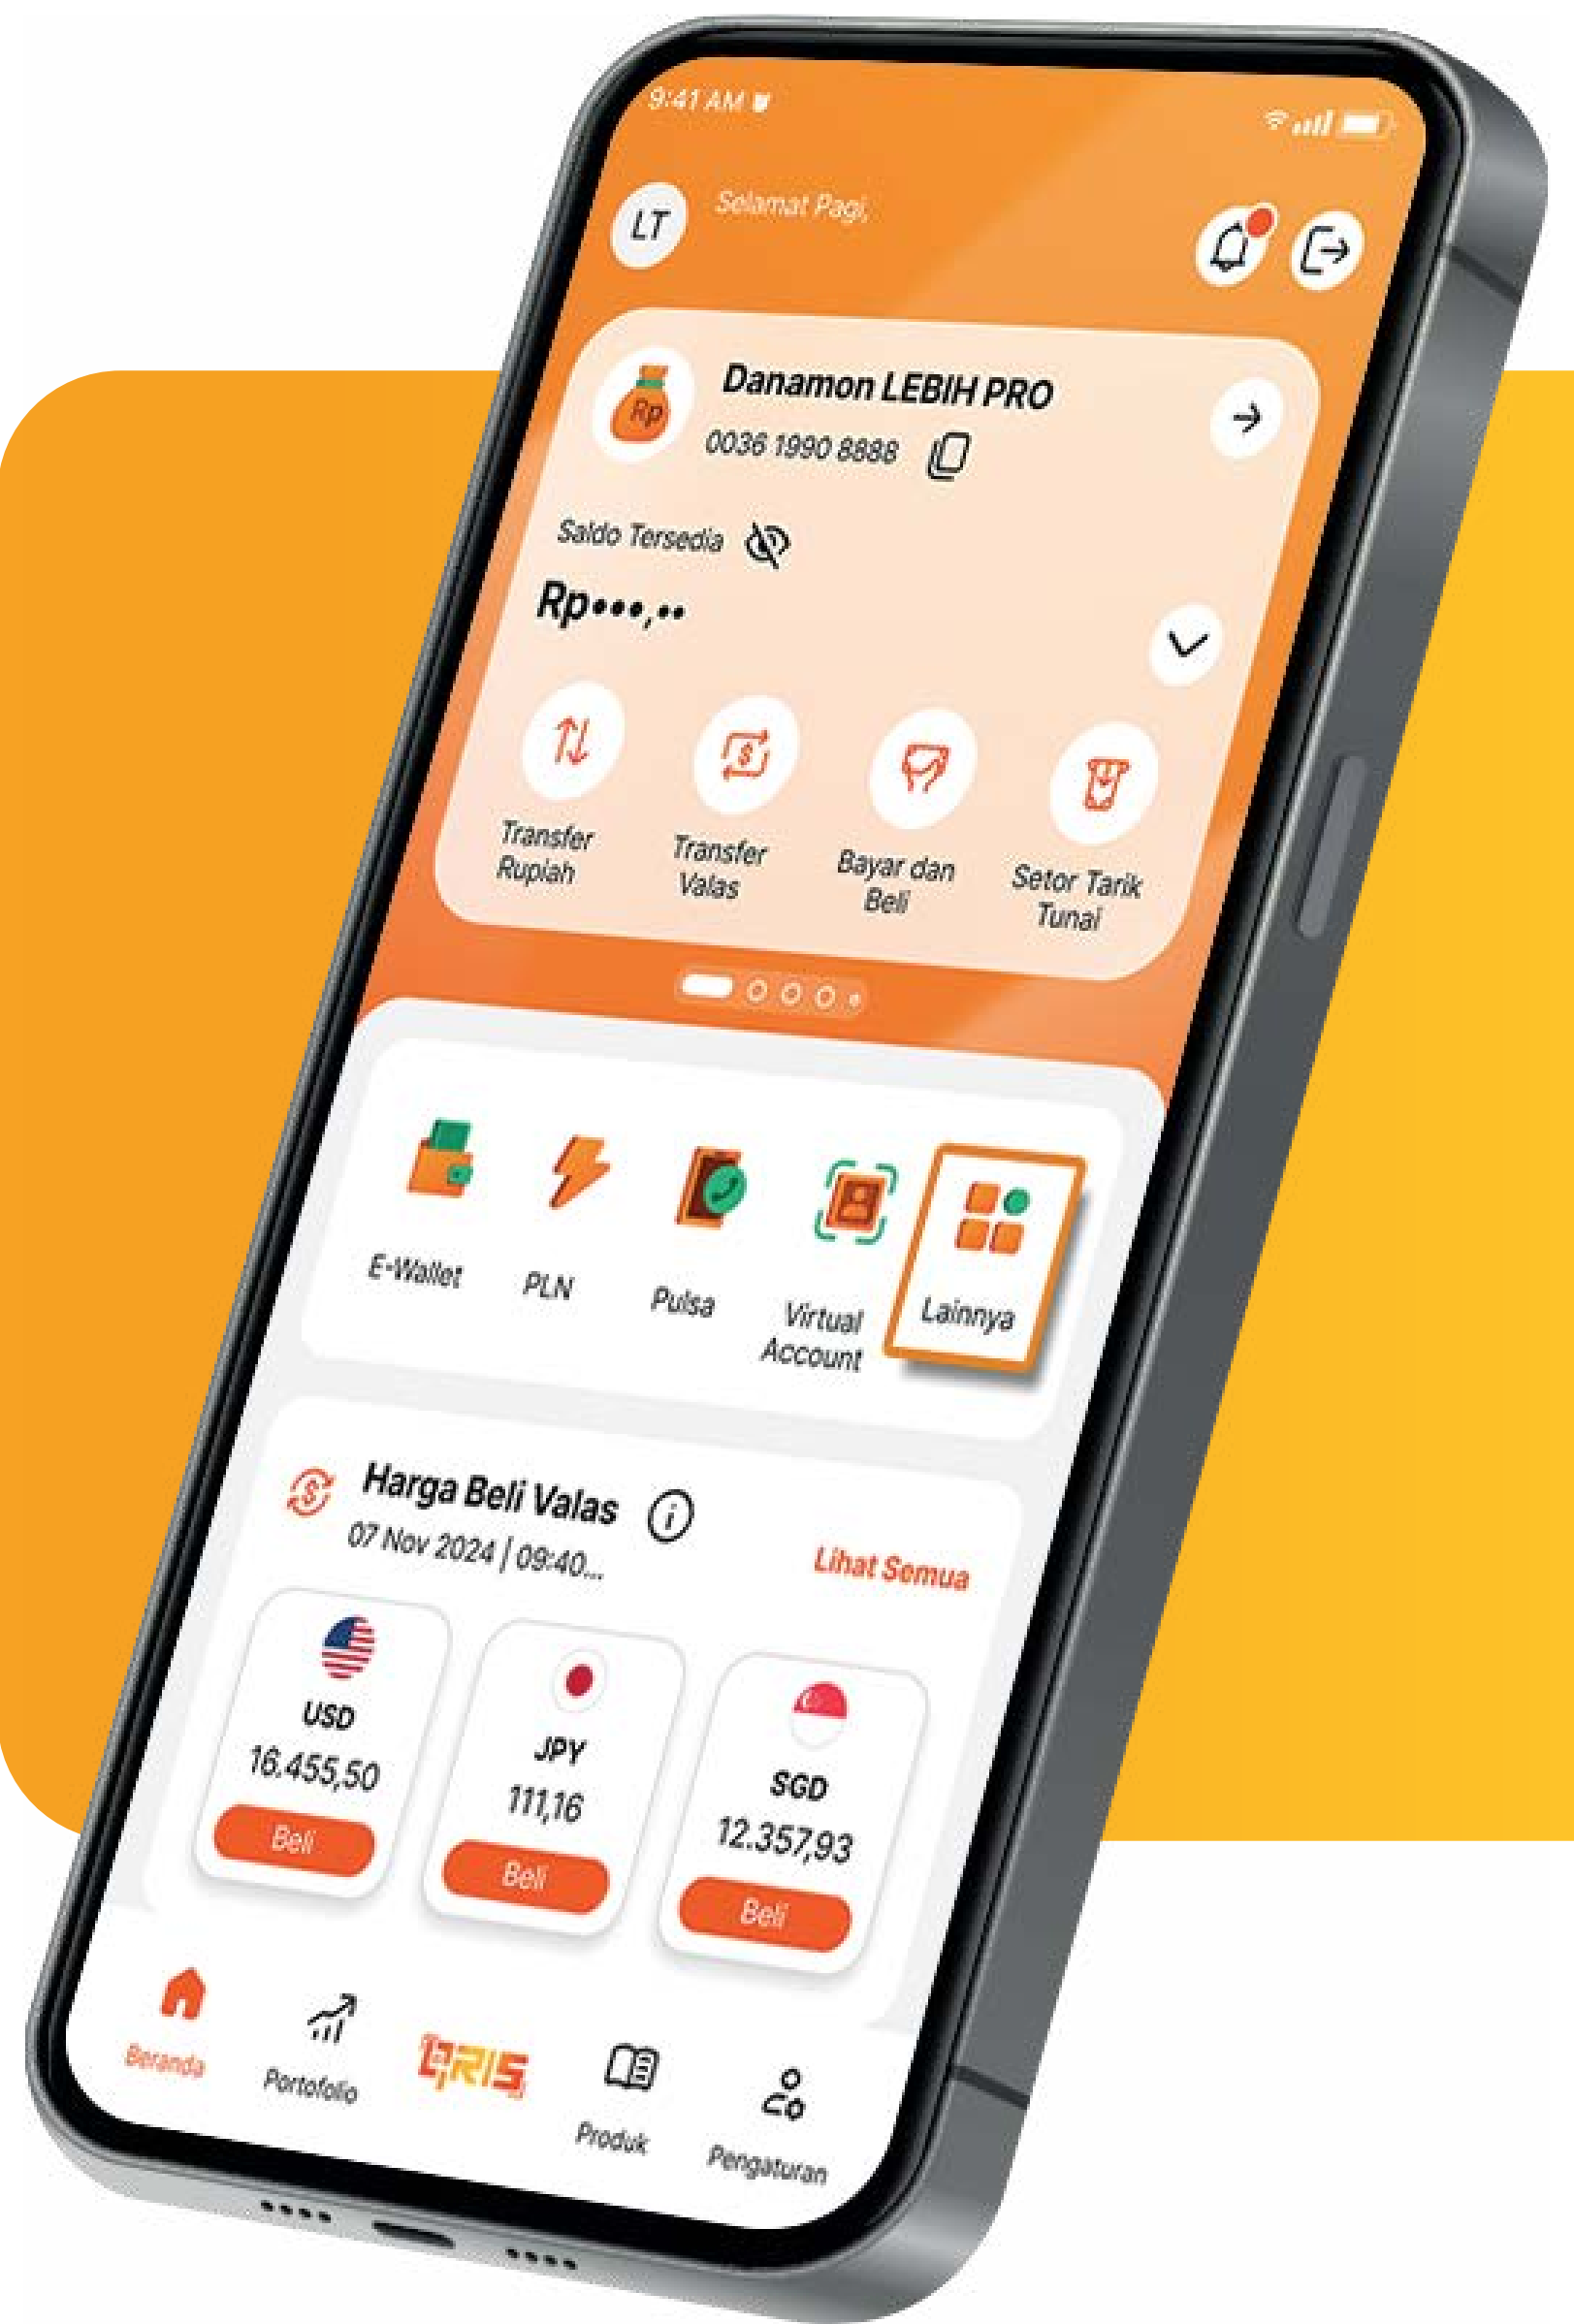 9:41 AM
LT
Selamat Pagi,
Danamon LEBIH PRO
Rp
0036 1990 8888
Saldo Tersedia
Rp•••,••
Transfer
Rupiah
Transfer
Valas
Bayar dan
Beli
Setor Tarik
Tunai
E-Wallet
PLN
Pulsa
Virtual
Account
Lainnya
Harga Beli Valas
07 Nov 2024 | 09:40...
Lihat Semua
USD
16.455,50
Beli
JPY
111,16
Beli
SGD
12.357,93
Beli
Beranda
Portofolio
QRIS
Produk
Pengaturan